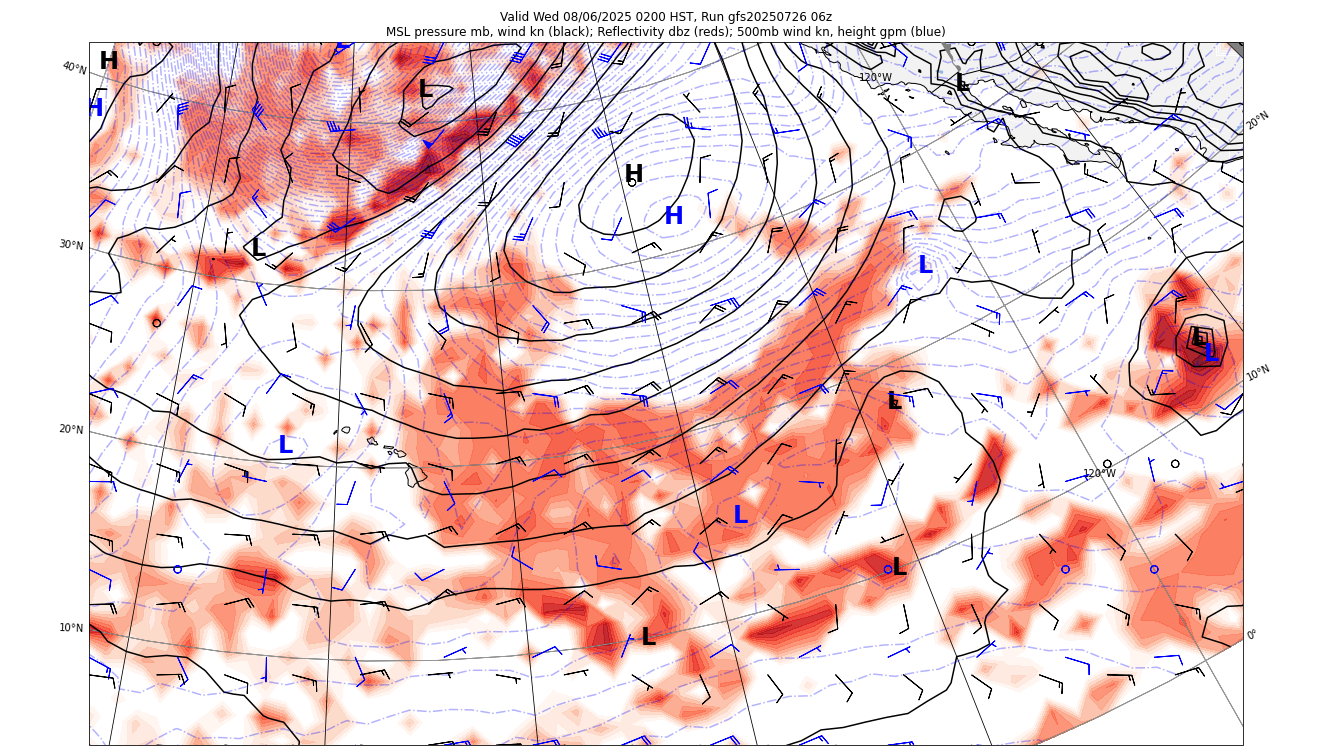 Valid Wed 08/06/2025 0200 HST, Run gfs20250726 06z
MSL pressure mb, wind kn (black); Reflectivity dbz (reds); 500mb wind kn, height gpm (blue)
L
H
40°N
120°W
L
L
H
20°N
H
H
30°N
L
L
L
L
10°N
L
20°N
L
120°W
L
L
10°N
L
0°